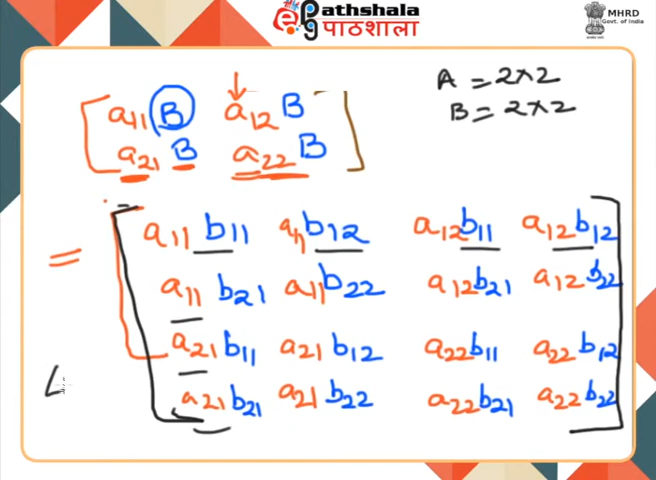 Pathshala
पाठशाला
MHRD
Govt. of India
A = 2×2
B = 2×2
a11 B a12 B
a21 B a22 B
= a11 b11 a11 b12 a12 b11 a12 b12
a11 b21 a11 b22 a12 b21 a12 b22
a21 b11 a21 b12 a22 b11 a22 b12
a21 b21 a21 b22 a22 b21 a22 b22